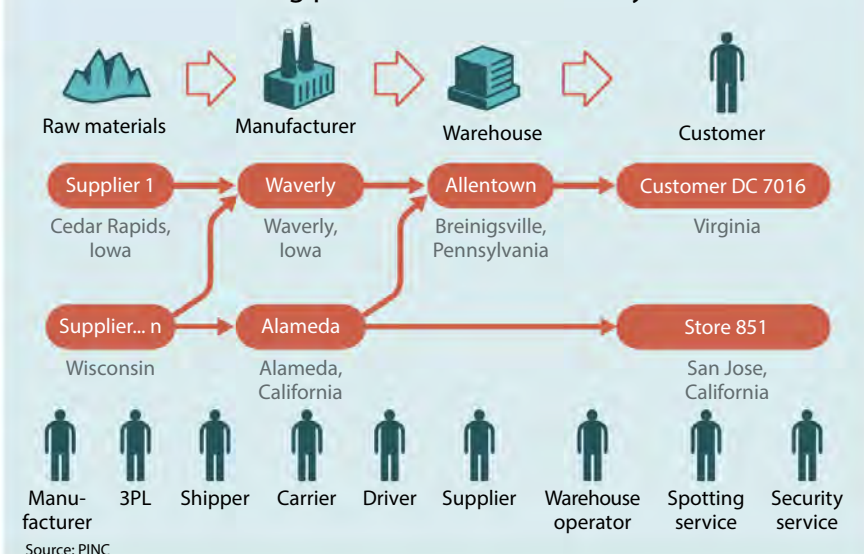 Raw materials
Manufacturer
Warehouse
Customer
Supplier 1
Waverly
Allentown
Customer DC 7016
Cedar Rapids,
Iowa
Waverly,
Iowa
Breinigsville,
Pennsylvania
Virginia
Supplier... n
Alameda
Store 851
Wisconsin
Alameda,
California
San Jose,
California
Manu-
facturer
3PL
Shipper
Carrier
Driver
Supplier
Warehouse
operator
Spotting
service
Security
service
Source: PINC